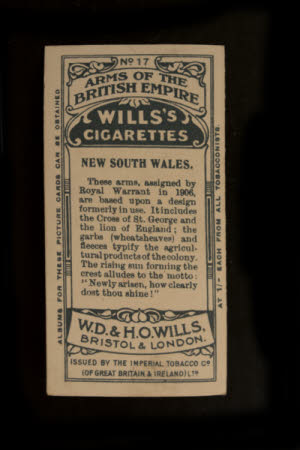 No 17
ARMS OF THE
BRITISH EMPIRE
WILLS'S
CIGARETTES
NEW SOUTH WALES.
These arms, assigned by
Royal Warrant in 1906,
are based upon a design
formerly in use. It includes
the Cross of St. George and
the lion of England; the
garbs (wheatsheaves) and
fleeces typify the agricul-
tural products of the colony.
The rising sun forming the
crest alludes to the motto:
"Newly arisen, how clearly
dost thou shine!"
W.D. & H.O. WILLS,
BRISTOL & LONDON.
ISSUED BY THE IMPERIAL TOBACCO Co
(OF GREAT BRITAIN & IRELAND) LTD
ALBUMS FOR THESE PICTURE CARDS CAN BE OBTAINED
AT 1/- EACH FROM ALL TOBACCONISTS.